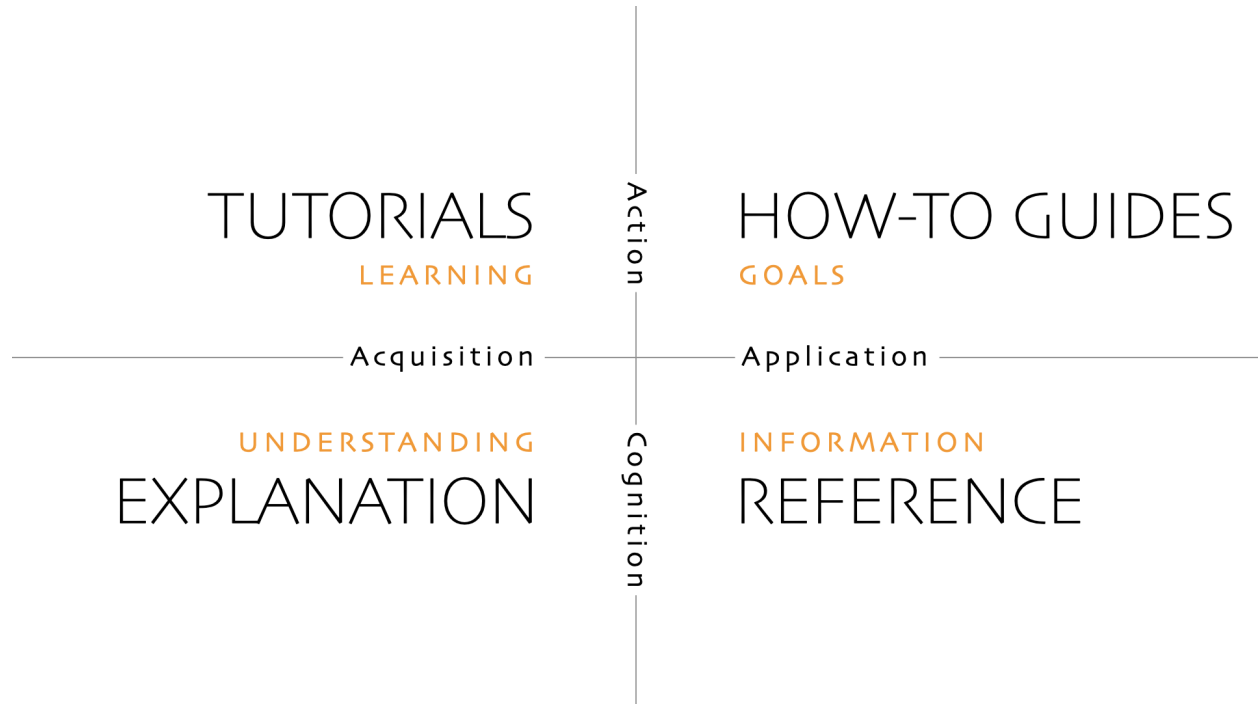 TUTORIALS
LEARNING
Action
HOW-TO GUIDES
GOALS
Acquisition
Application
UNDERSTANDING
EXPLANATION
Cognition
INFORMATION
REFERENCE